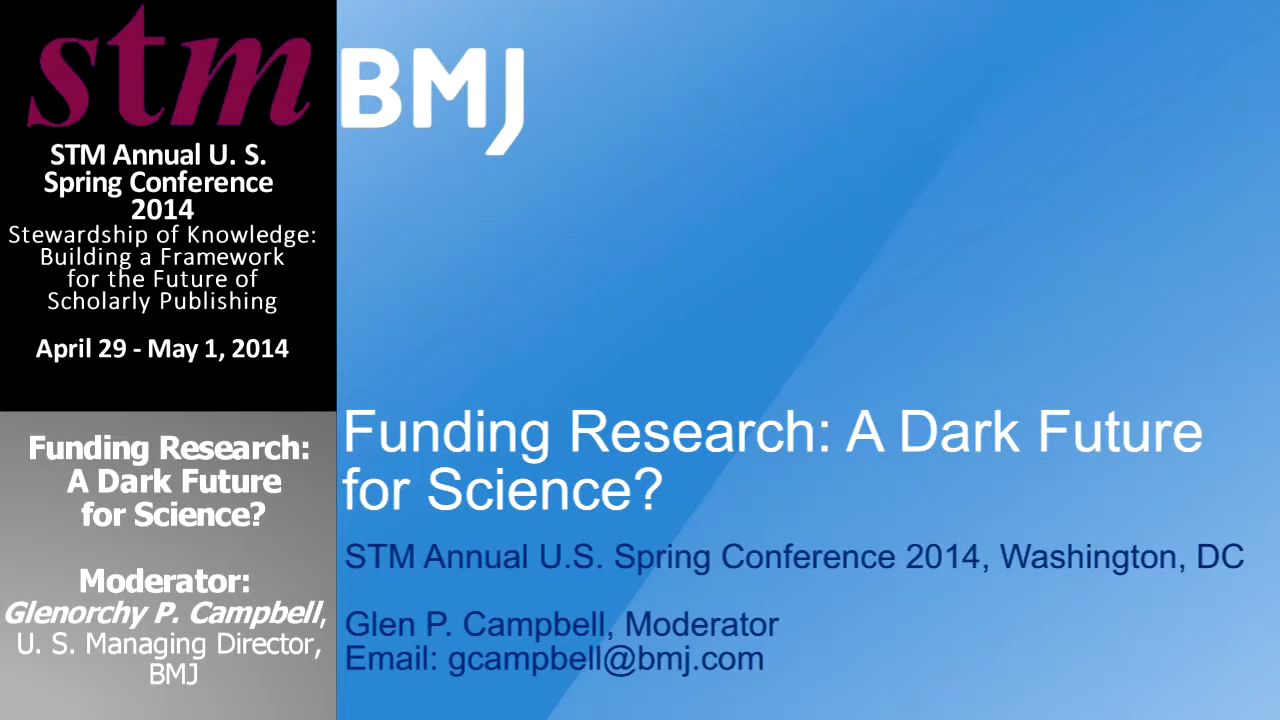 stm
STM Annual U. S.
Spring Conference
2014
Stewardship of Knowledge:
Building a Framework
for the Future of
Scholarly Publishing
April 29 - May 1, 2014
Funding Research:
A Dark Future
for Science?
Moderator:
Glenorchy P. Campbell,
U. S. Managing Director,
BMJ
BMJ
Funding Research: A Dark Future
for Science?
STM Annual U.S. Spring Conference 2014, Washington, DC
Glen P. Campbell, Moderator
Email: gcampbell@bmj.com